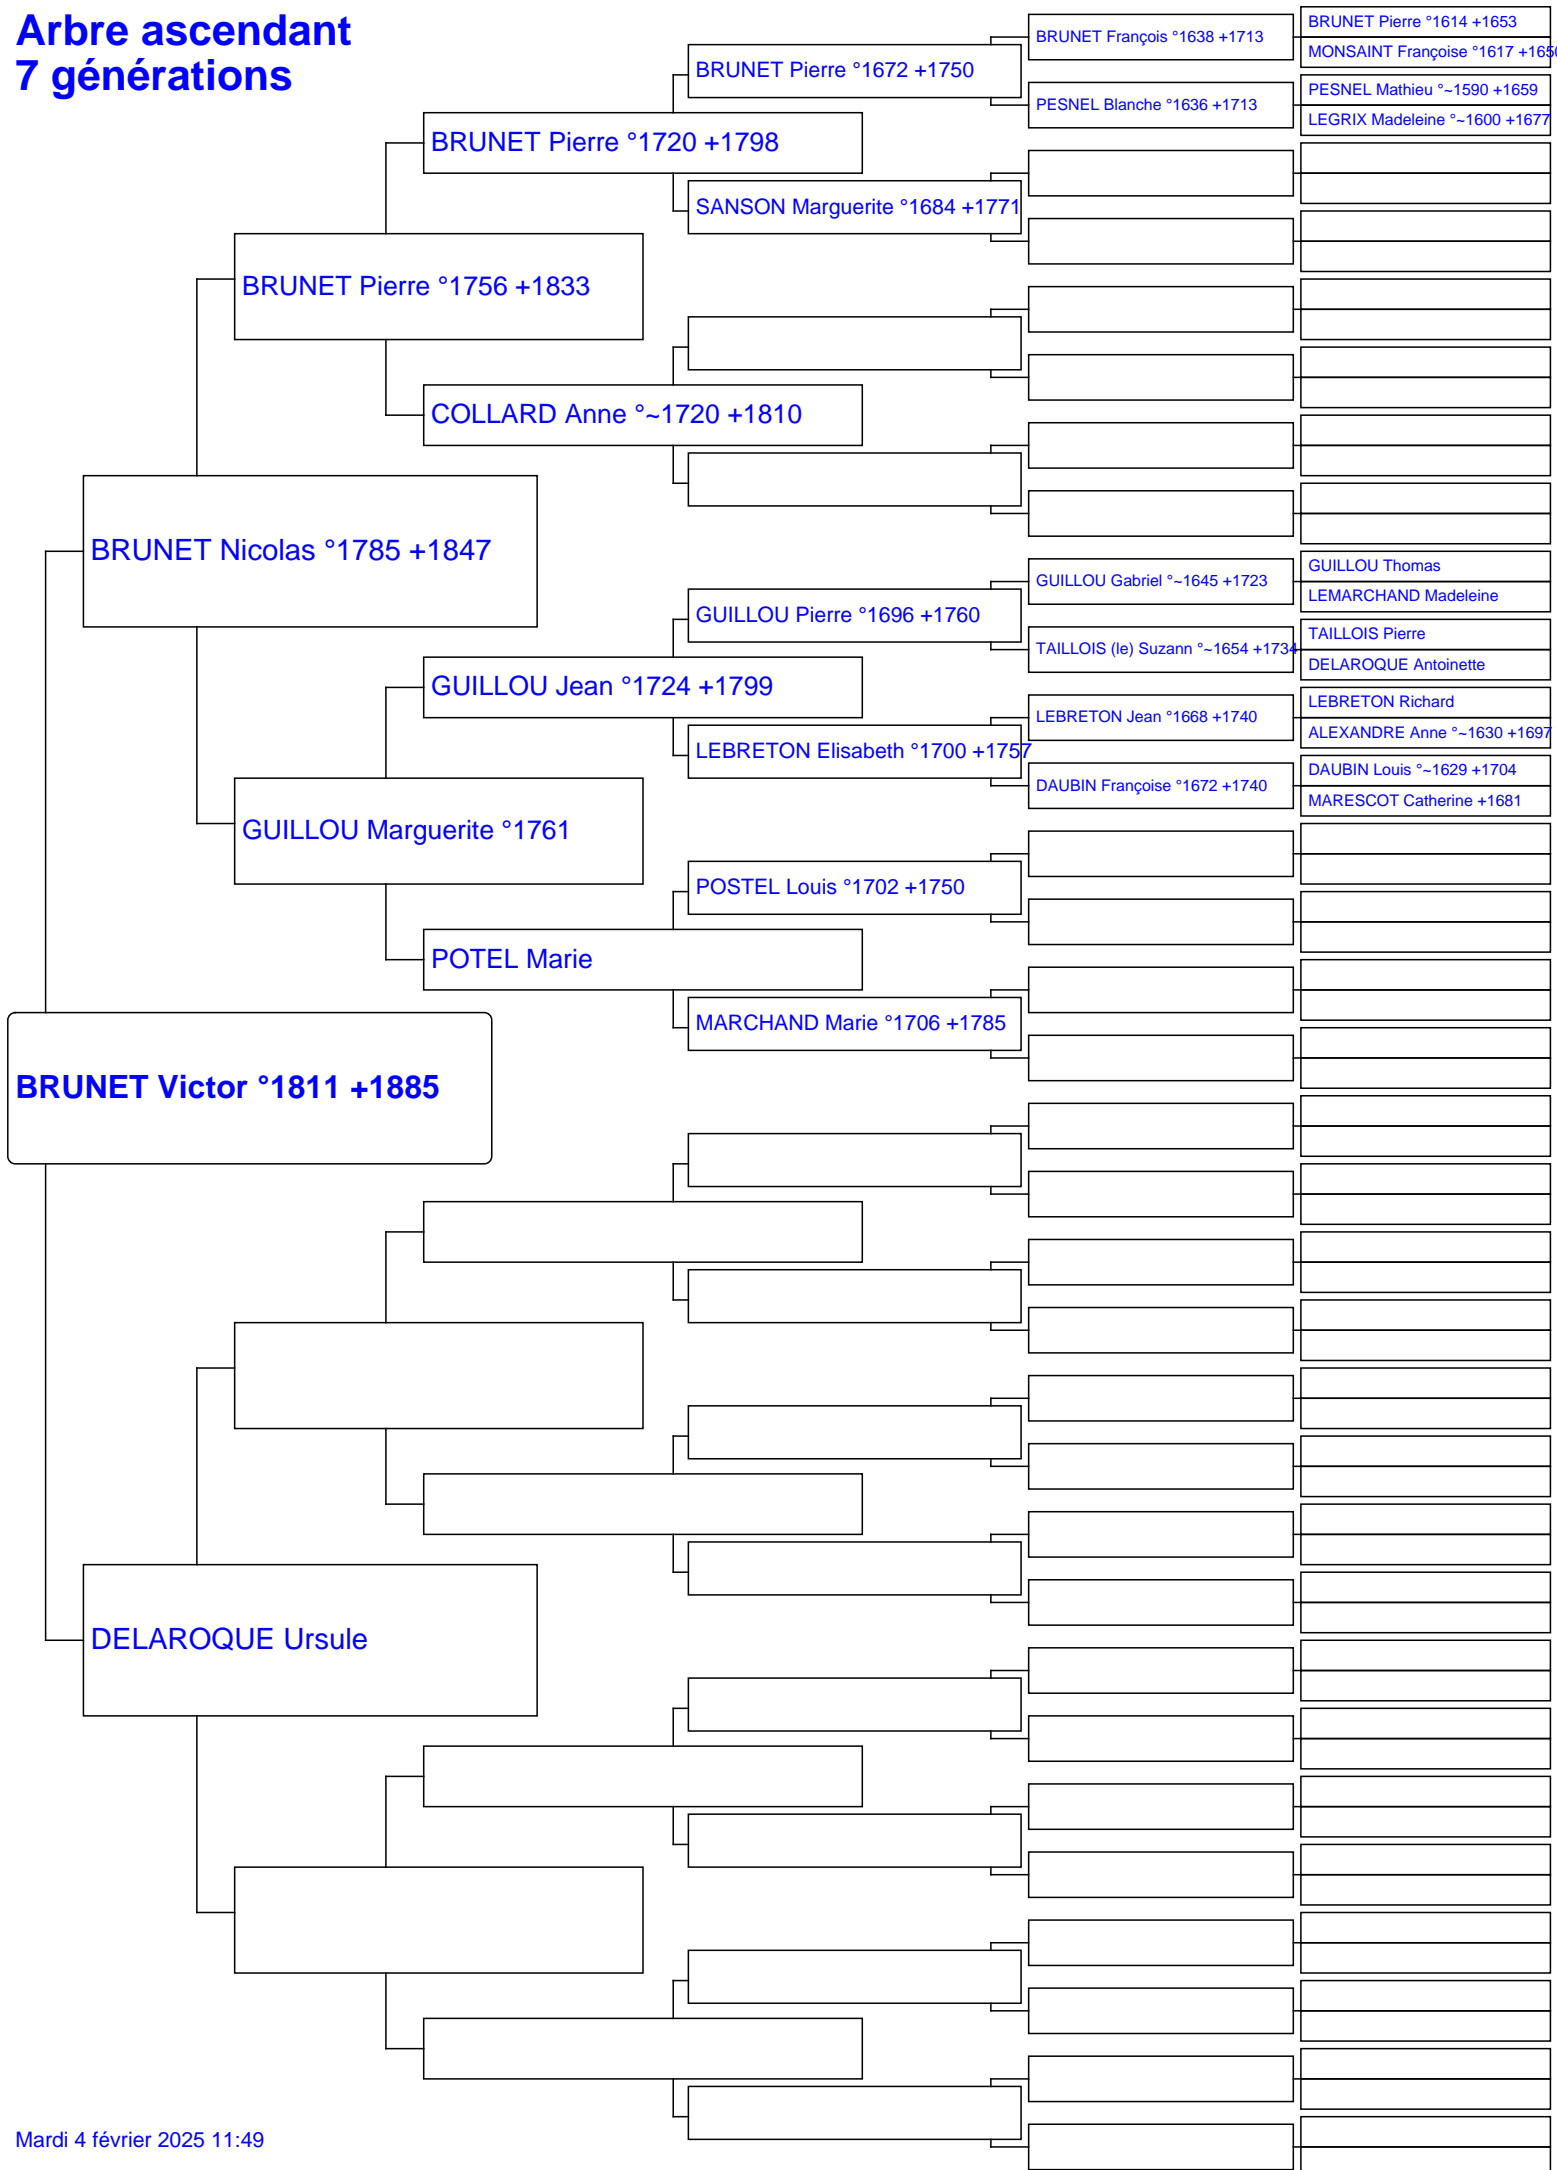 Arbre ascendant
7 générations
BRUNET Pierre °1614 +1653
BRUNET François °1638 +1713
MONSAINT Françoise °1617 +1650
BRUNET Pierre °1672 +1750
PESNEL Mathieu °~1590 +1659
PESNEL Blanche °1636 +1713
LEGRIX Madeleine °~1600 +1677
BRUNET Pierre °1720 +1798
SANSON Marguerite °1684 +1771
BRUNET Pierre °1756 +1833
COLLARD Anne °~1720 +1810
BRUNET Nicolas °1785 +1847
GUILLOU Thomas
GUILLOU Gabriel °~1645 +1723
LEMARCHAND Madeleine
GUILLOU Pierre °1696 +1760
TAILLOIS Pierre
TAILLOIS (le) Suzann °~1654 +1734
DELAROQUE Antoinette
GUILLOU Jean °1724 +1799
LEBRETON Richard
LEBRETON Jean °1668 +1740
ALEXANDRE Anne °~1630 +1697
LEBRETON Elisabeth °1700 +1757
DAUBIN Louis °~1629 +1704
DAUBIN Françoise °1672 +1740
MARESCOT Catherine +1681
GUILLOU Marguerite °1761
POSTEL Louis °1702 +1750
POTEL Marie
MARCHAND Marie °1706 +1785
BRUNET Victor °1811 +1885
DELAROQUE Ursule
Mardi 4 février 2025 11:49